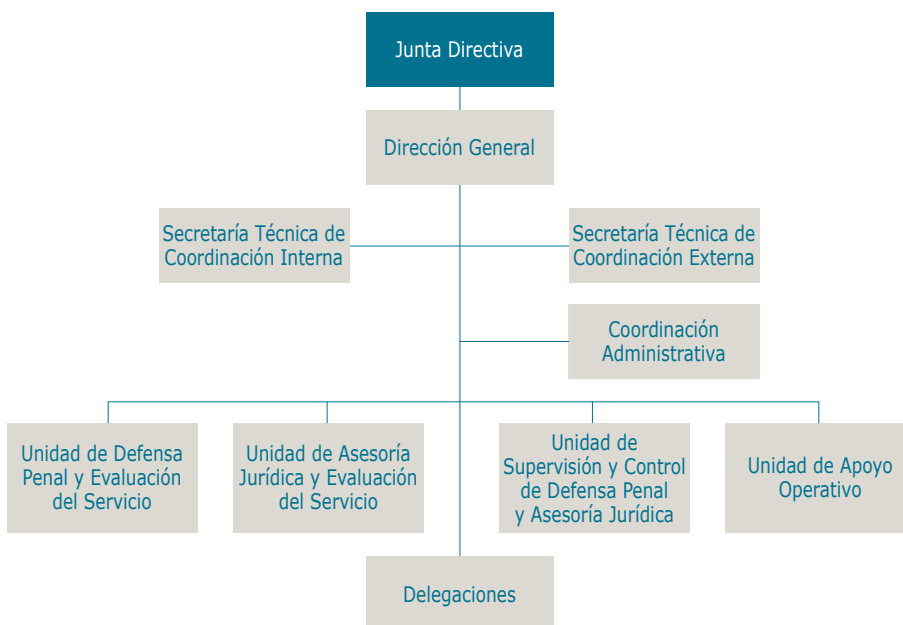 Junta Directiva
Dirección General
Secretaría Técnica de
Coordinación Interna
Secretaría Técnica de
Coordinación Externa
Coordinación
Administrativa
Unidad de Defensa
Penal y Evaluación
del Servicio
Unidad de Asesoría
Jurídica y Evaluación
del Servicio
Unidad de
Supervisión y Control
de Defensa Penal
y Asesoría Jurídica
Unidad de Apoyo
Operativo
Delegaciones